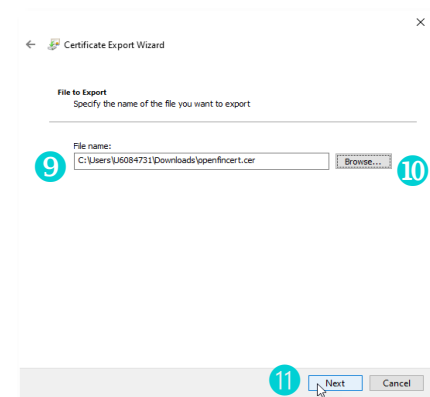 Certificate Export Wizard
File to Export
Specify the name of the file you want to export
File name:
9 C:\Users\U6084731\Downloads\openfincert.cer Browse... 10
11 Next Cancel